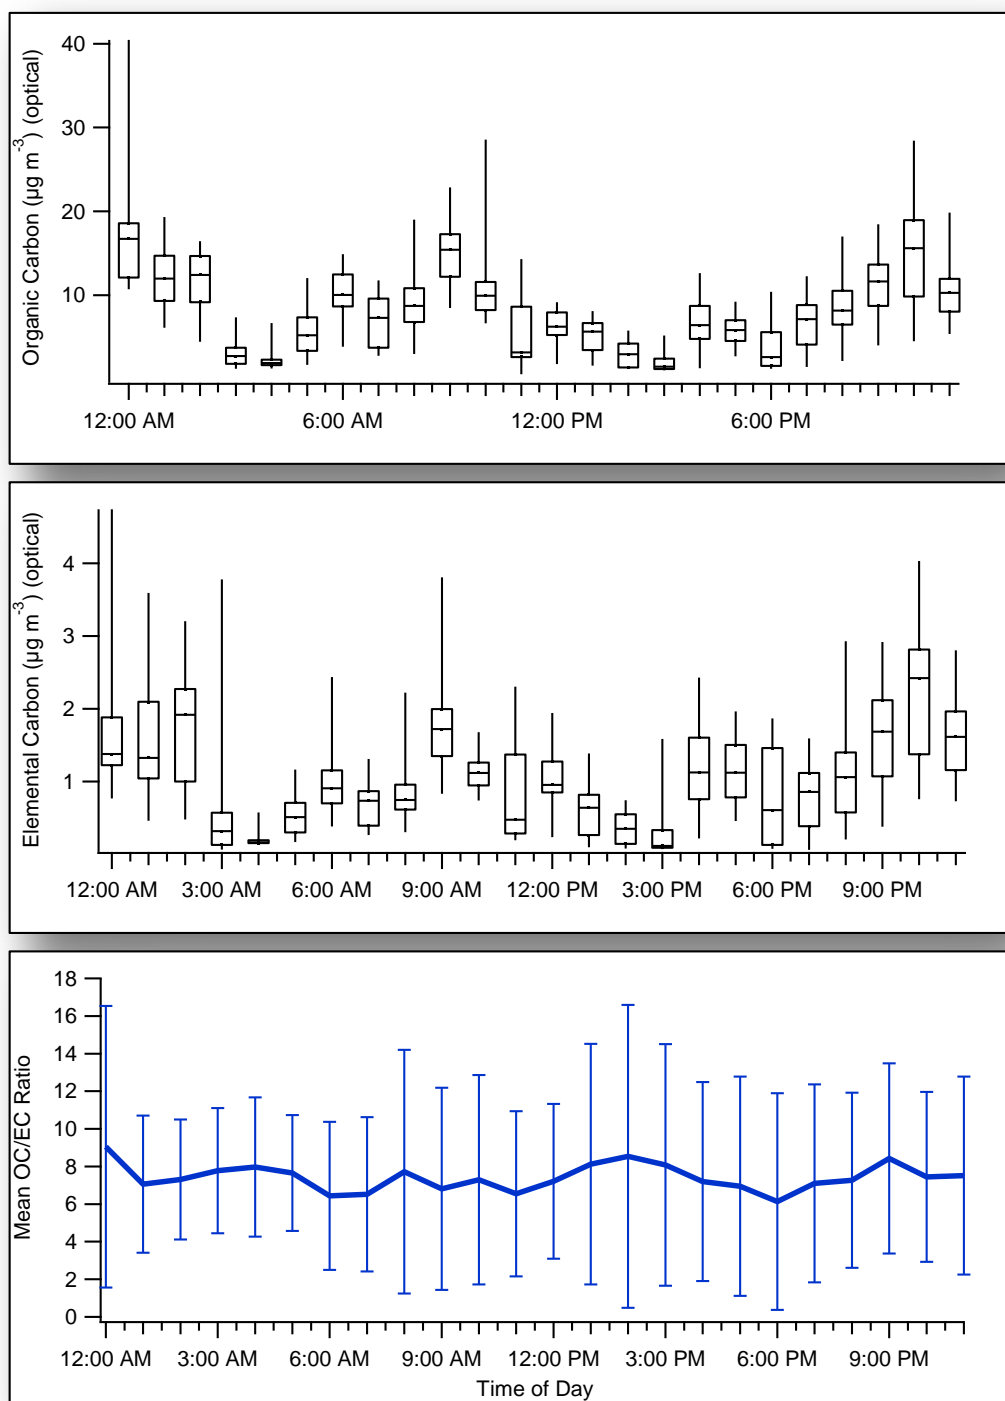 Organic Carbon (µg m-3) (optical)
40
30
20
10
12:00 AM 6:00 AM 12:00 PM 6:00 PM
Elemental Carbon (µg m-3) (optical)
4
3
2
1
12:00 AM 3:00 AM 6:00 AM 9:00 AM 12:00 PM 3:00 PM 6:00 PM 9:00 PM
Mean OC/EC Ratio
18
16
14
12
10
8
6
4
2
0
12:00 AM 3:00 AM 6:00 AM 9:00 AM 12:00 PM 3:00 PM 6:00 PM 9:00 PM
Time of Day